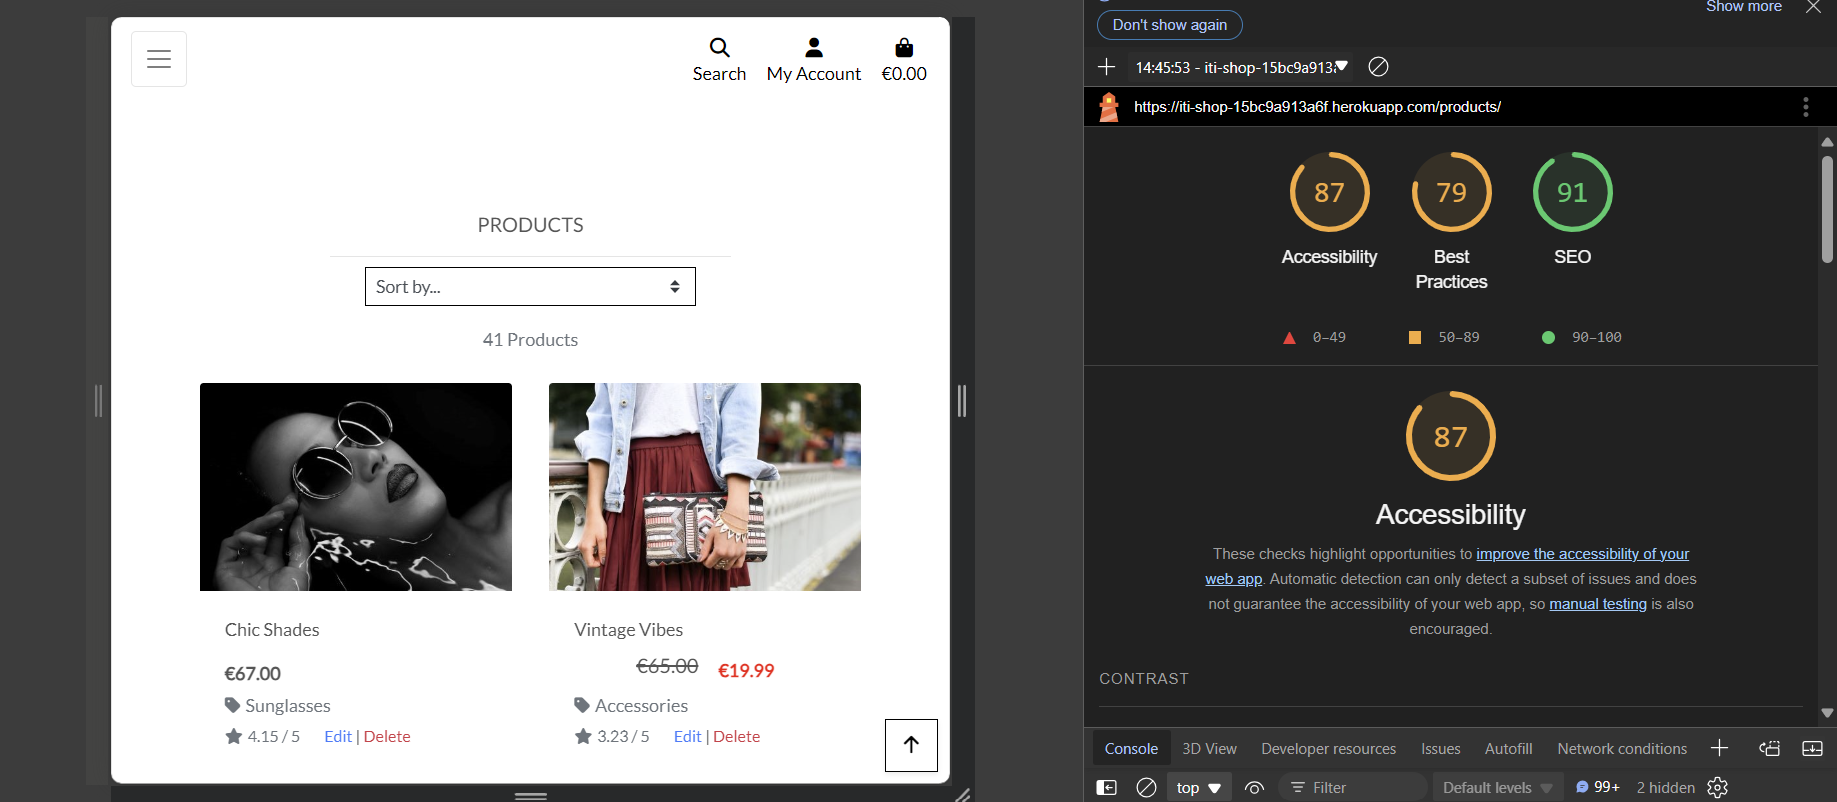 Search
My Account
€0.00
PRODUCTS
Sort by...
41 Products
Chic Shades
€67.00
Sunglasses
4.15 / 5 Edit | Delete
Vintage Vibes
€65.00 €19.99
Accessories
3.23 / 5 Edit | Delete
Show more
Don't show again
14:45:53 - iti-shop-15bc9a913
https://iti-shop-15bc9a913a6f.herokuapp.com/products/
87
79
91
Accessibility
Best
Practices
SEO
0–49
50–89
90–100
87
Accessibility
These checks highlight opportunities to improve the accessibility of your
web app. Automatic detection can only detect a subset of issues and does
not guarantee the accessibility of your web app, so manual testing is also
encouraged.
CONTRAST
Console 3D View Developer resources Issues Autofill Network conditions
top Filter Default levels 99+ 2 hidden